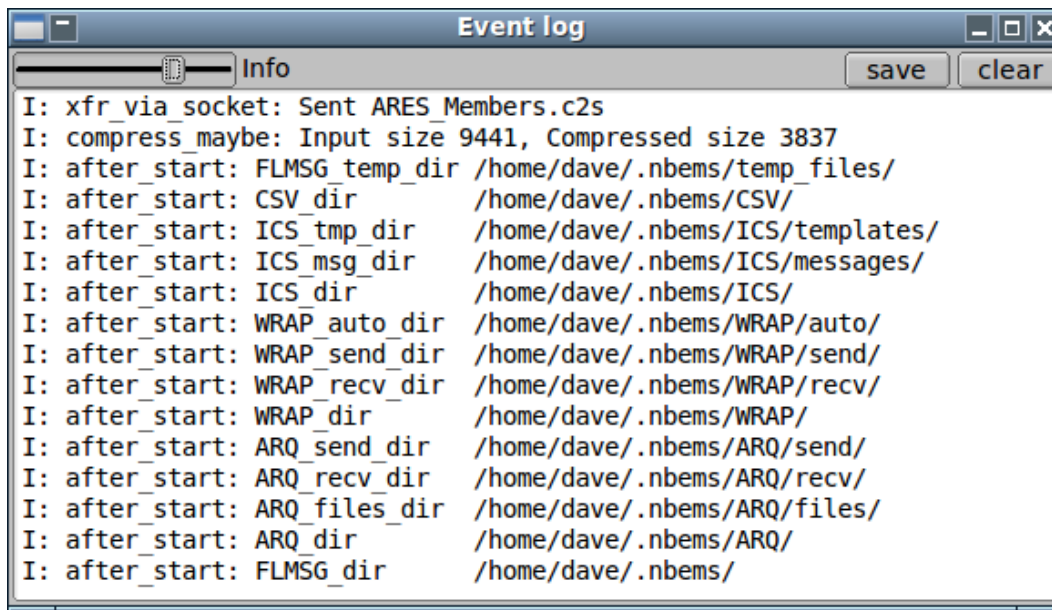 Event log
Info save clear
I: xfr_via_socket: Sent ARES_Members.c2s
I: compress_maybe: Input size 9441, Compressed size 3837
I: after_start: FLMSG_temp_dir /home/dave/.nbems/temp_files/
I: after_start: CSV_dir /home/dave/.nbems/CSV/
I: after_start: ICS_tmp_dir /home/dave/.nbems/ICS/templates/
I: after_start: ICS_msg_dir /home/dave/.nbems/ICS/messages/
I: after_start: ICS_dir /home/dave/.nbems/ICS/
I: after_start: WRAP_auto_dir /home/dave/.nbems/WRAP/auto/
I: after_start: WRAP_send_dir /home/dave/.nbems/WRAP/send/
I: after_start: WRAP_recv_dir /home/dave/.nbems/WRAP/recv/
I: after_start: WRAP_dir /home/dave/.nbems/WRAP/
I: after_start: ARQ_send_dir /home/dave/.nbems/ARQ/send/
I: after_start: ARQ_recv_dir /home/dave/.nbems/ARQ/recv/
I: after_start: ARQ_files_dir /home/dave/.nbems/ARQ/files/
I: after_start: ARQ_dir /home/dave/.nbems/ARQ/
I: after_start: FLMSG_dir /home/dave/.nbems/